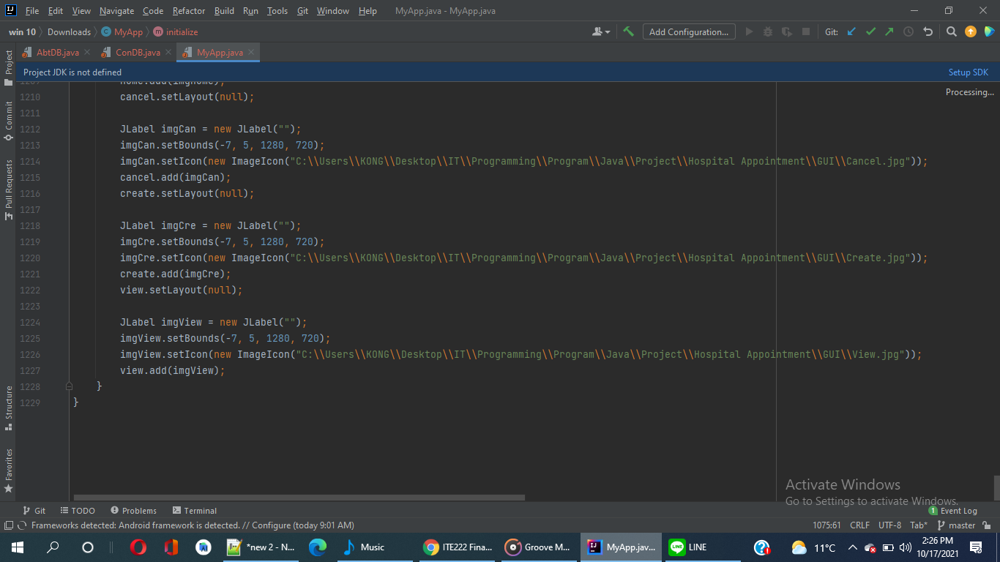 File Edit View Navigate Code Refactor Build Run Tools Git Window Help MyApp.java - MyApp.java
win 10 Downloads MyApp initialize Add Configuration... Git:
AbtDB.java ConDB.java MyApp.java
Project JDK is not defined Setup SDK
Processing...
Project
Commit
Pull Requests
Structure
Favorites
1209 home.add(imgHome);
1210 cancel.setLayout(null);
1211
1212 JLabel imgCan = new JLabel("");
1213 imgCan.setBounds(-7, 5, 1280, 720);
1214 imgCan.setIcon(new ImageIcon("C:\\Users\\KONG\\Desktop\\IT\\Programming\\Program\\Java\\Project\\Hospital Appointment\\GUI\\Cancel.jpg"));
1215 cancel.add(imgCan);
1216 create.setLayout(null);
1217
1218 JLabel imgCre = new JLabel("");
1219 imgCre.setBounds(-7, 5, 1280, 720);
1220 imgCre.setIcon(new ImageIcon("C:\\Users\\KONG\\Desktop\\IT\\Programming\\Program\\Java\\Project\\Hospital Appointment\\GUI\\Create.jpg"));
1221 create.add(imgCre);
1222 view.setLayout(null);
1223
1224 JLabel imgView = new JLabel("");
1225 imgView.setBounds(-7, 5, 1280, 720);
1226 imgView.setIcon(new ImageIcon("C:\\Users\\KONG\\Desktop\\IT\\Programming\\Program\\Java\\Project\\Hospital Appointment\\GUI\\View.jpg"));
1227 view.add(imgView);
1228 }
1229 }
Activate Windows
Go to Settings to activate Windows.
Git TODO Problems Terminal 1 Event Log
Frameworks detected: Android framework is detected. // Configure (today 9:01 AM) 1075:61 CRLF UTF-8 Tab* master
*new 2 - N... Music ITE222 Fina... Groove M... MyApp.jav... LINE 11°C 2:26 PM
10/17/2021